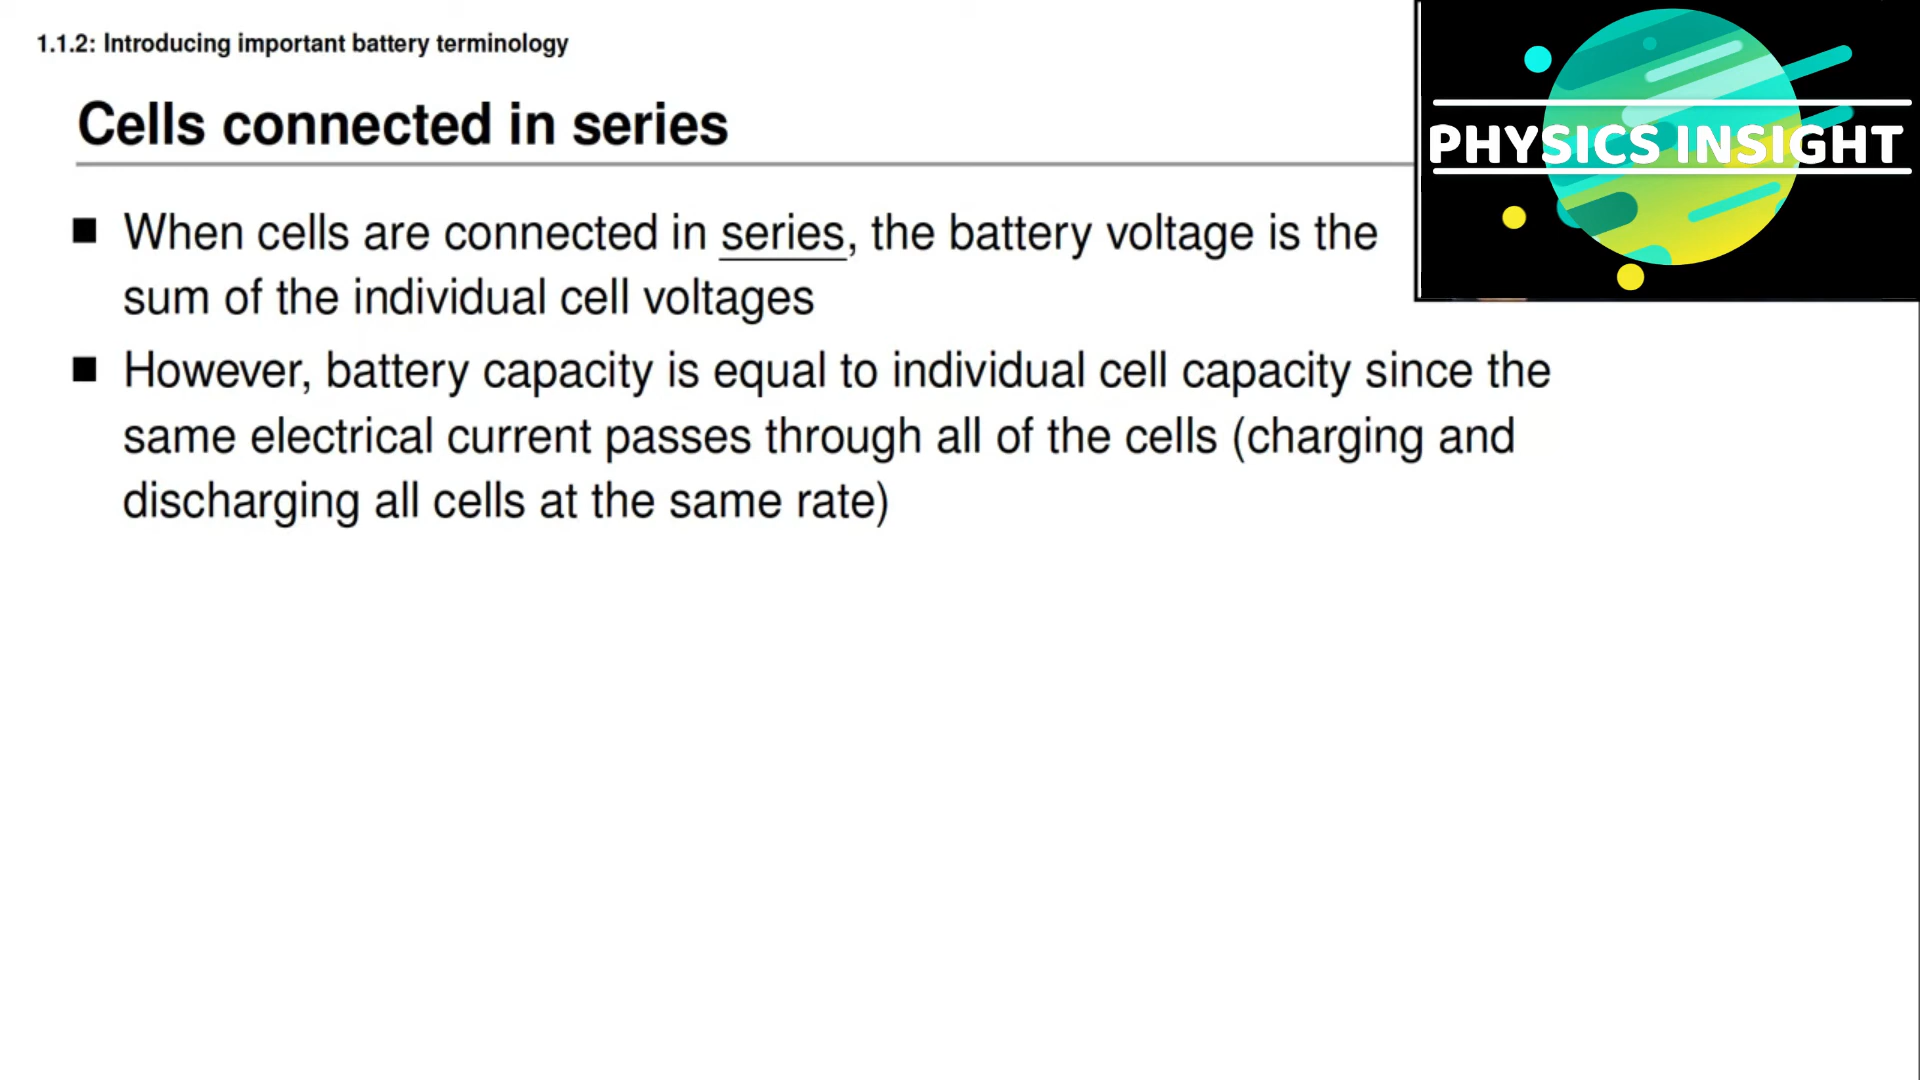 1.1.2: Introducing important battery terminology
Cells connected in series
PHYSICS INSIGHT
■ When cells are connected in series, the battery voltage is the
sum of the individual cell voltages
■ However, battery capacity is equal to individual cell capacity since the
same electrical current passes through all of the cells (charging and
discharging all cells at the same rate)